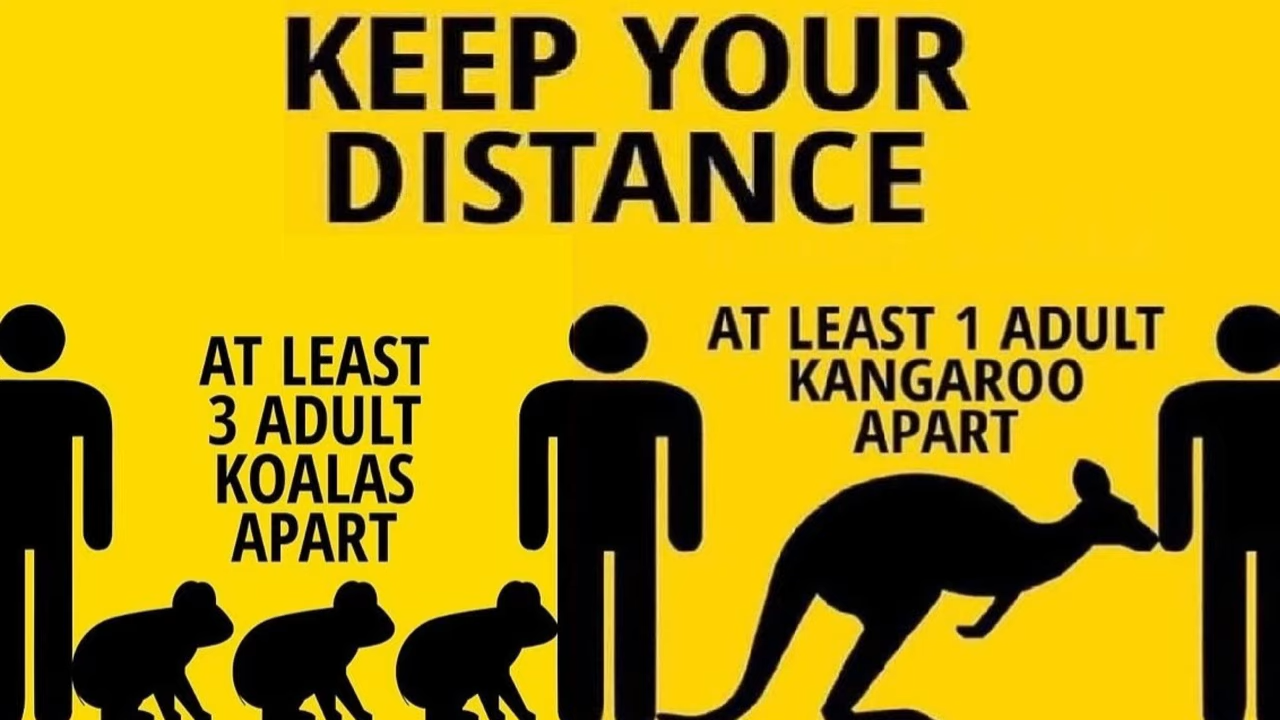 KEEP YOUR
DISTANCE
AT LEAST
3 ADULT
KOALAS
APART
AT LEAST 1 ADULT
KANGAROO
APART